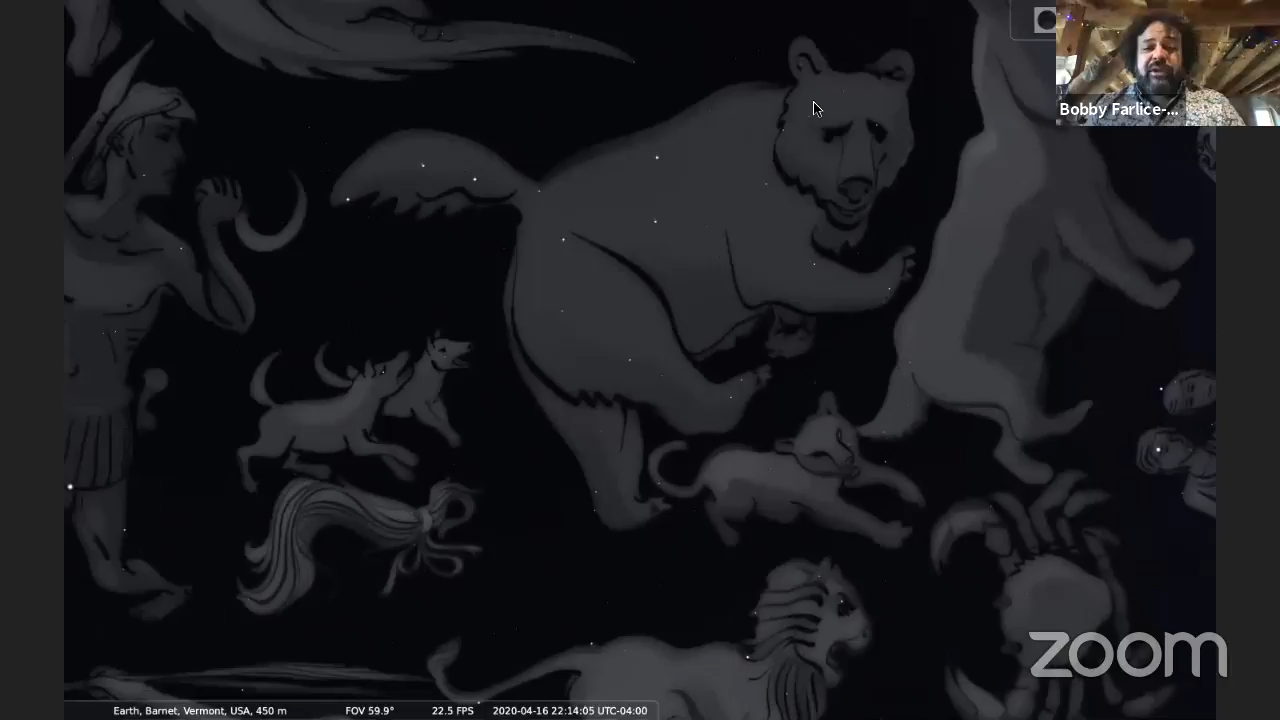 Bobby Farlice-...
zoom
Earth, Barnet, Vermont, USA, 450 m FOV 59.9° 22.5 FPS 2020-04-16 22:14:05 UTC-04:00